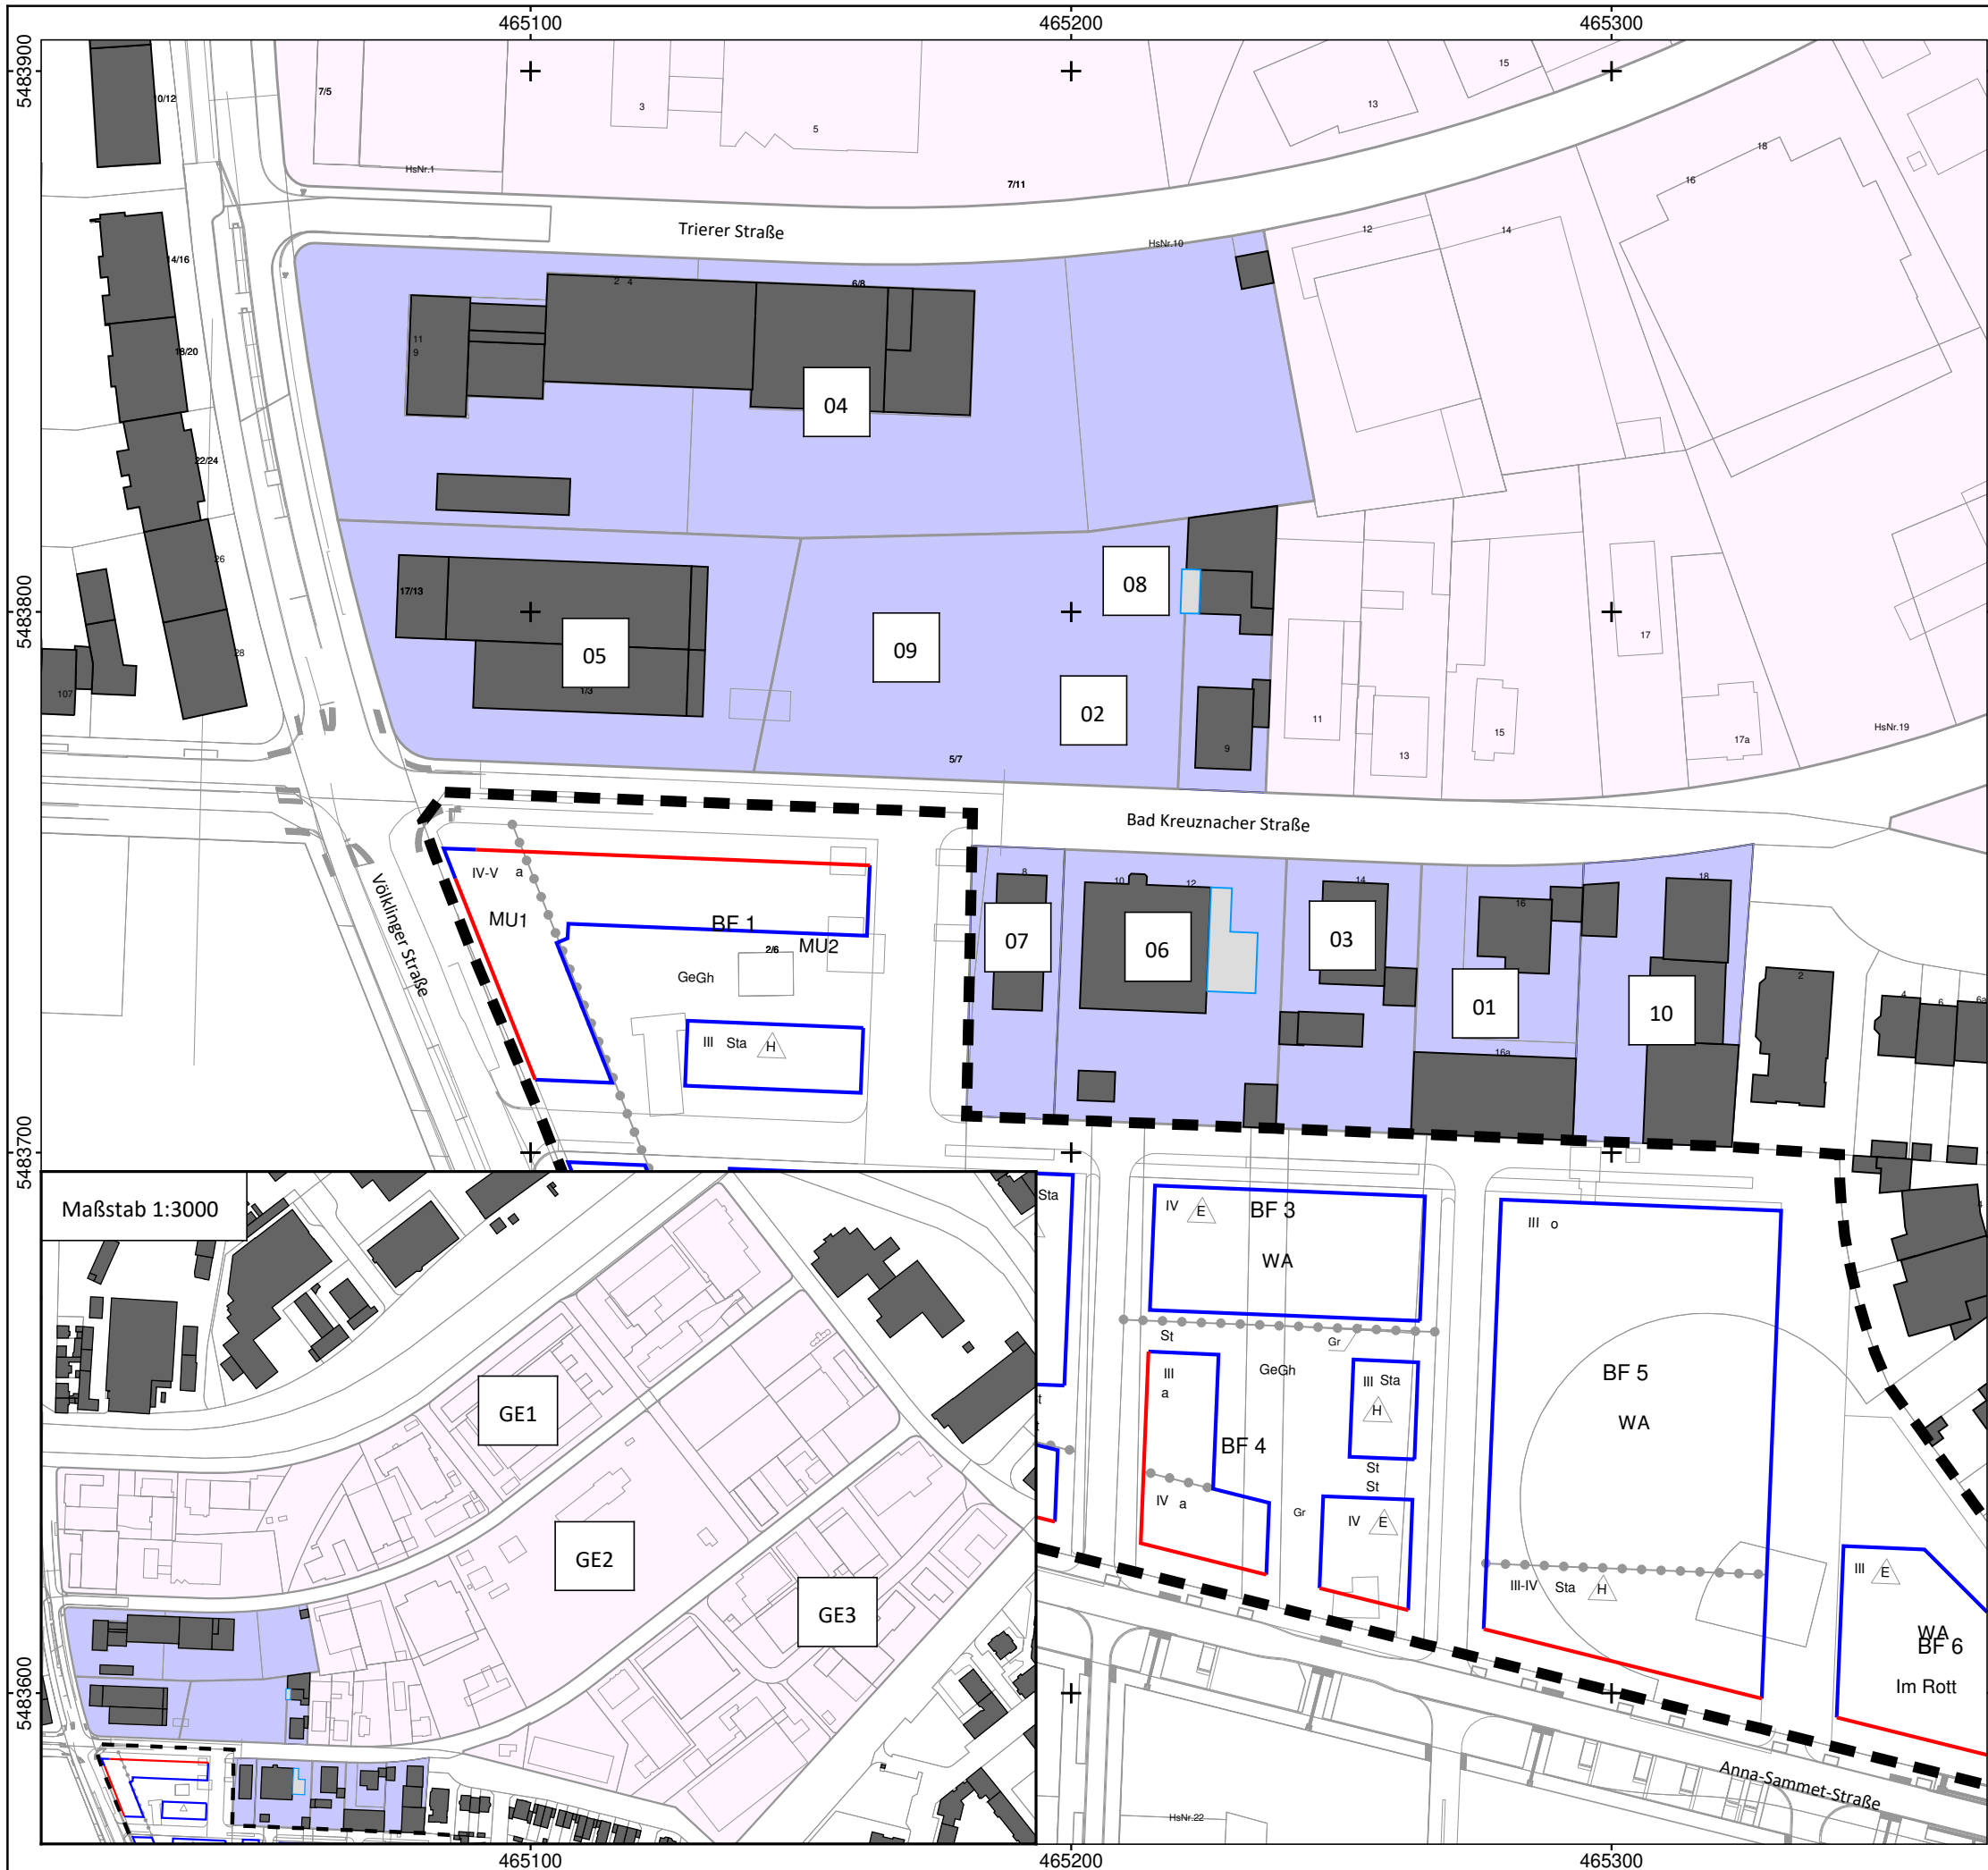 465100
465200
465300
5483900
5483800
5483700
5483600
10/12
7/5
HsNr.1
3
5
7/11
13
15
18
16
14/16
Trierer Straße
HsNr.10
12
14
2 4
6/8
11
9
18/20
04
22/24
26
17/13
08
05
09
1/3
02
28
107
5/7
9
11
13
15
17
17a
HsNr.19
Bad Kreuznacher Straße
Völklinger Straße
IV-V a
MU1
BF 1
MU2
2/6
GeGh
III Sta H
8
07
10
12
06
14
03
16
01
16a
18
10
2
4
6
6a
Maßstab 1:3000
GE1
GE2
GE3
Sta
IV E
BF 3
WA
St
Gr
GeGh
III
a
III Sta
H
BF 4
St
St
IV a
Gr
IV E
III o
BF 5
WA
III-IV Sta H
III E
WA
BF 6
Im Rott
Anna-Sammet-Straße
HsNr.22
465100
465200
465300